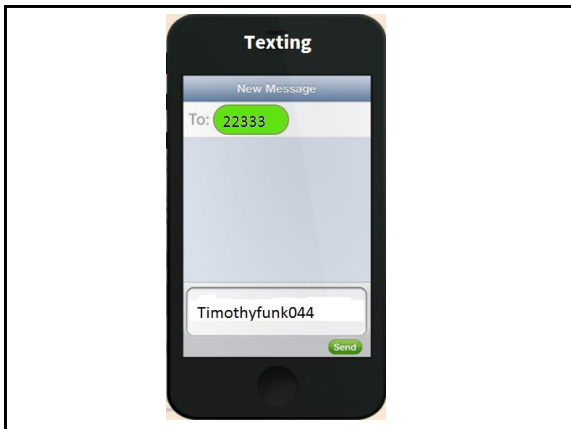 Texting
New Message
To: 22333
Timothyfunk044
Send